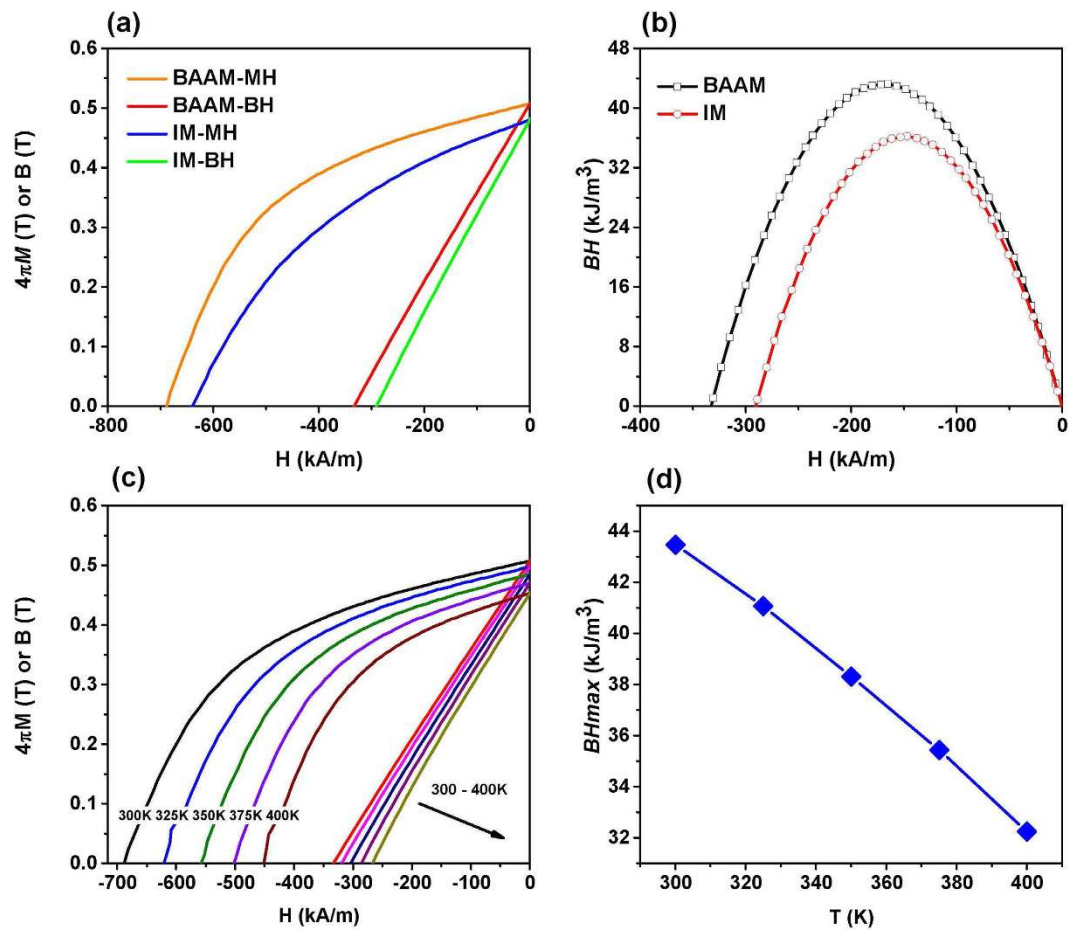 (a)
4πM (T) or B (T)
0.6
0.5
0.4
0.3
0.2
0.1
0.0
BAAM-MH
BAAM-BH
IM-MH
IM-BH
-800 -600 -400 -200 0
H (kA/m)
(b)
BH (kJ/m³)
48
40
32
24
16
8
0
BAAM
IM
-400 -300 -200 -100 0
H (kA/m)
(c)
4πM (T) or B (T)
0.6
0.5
0.4
0.3
0.2
0.1
0.0
300K 325K 350K 375K 400K
300 - 400K
-700 -600 -500 -400 -300 -200 -100 0
H (kA/m)
(d)
BHmax (kJ/m³)
44
42
40
38
36
34
32
300 320 340 360 380 400
T (K)